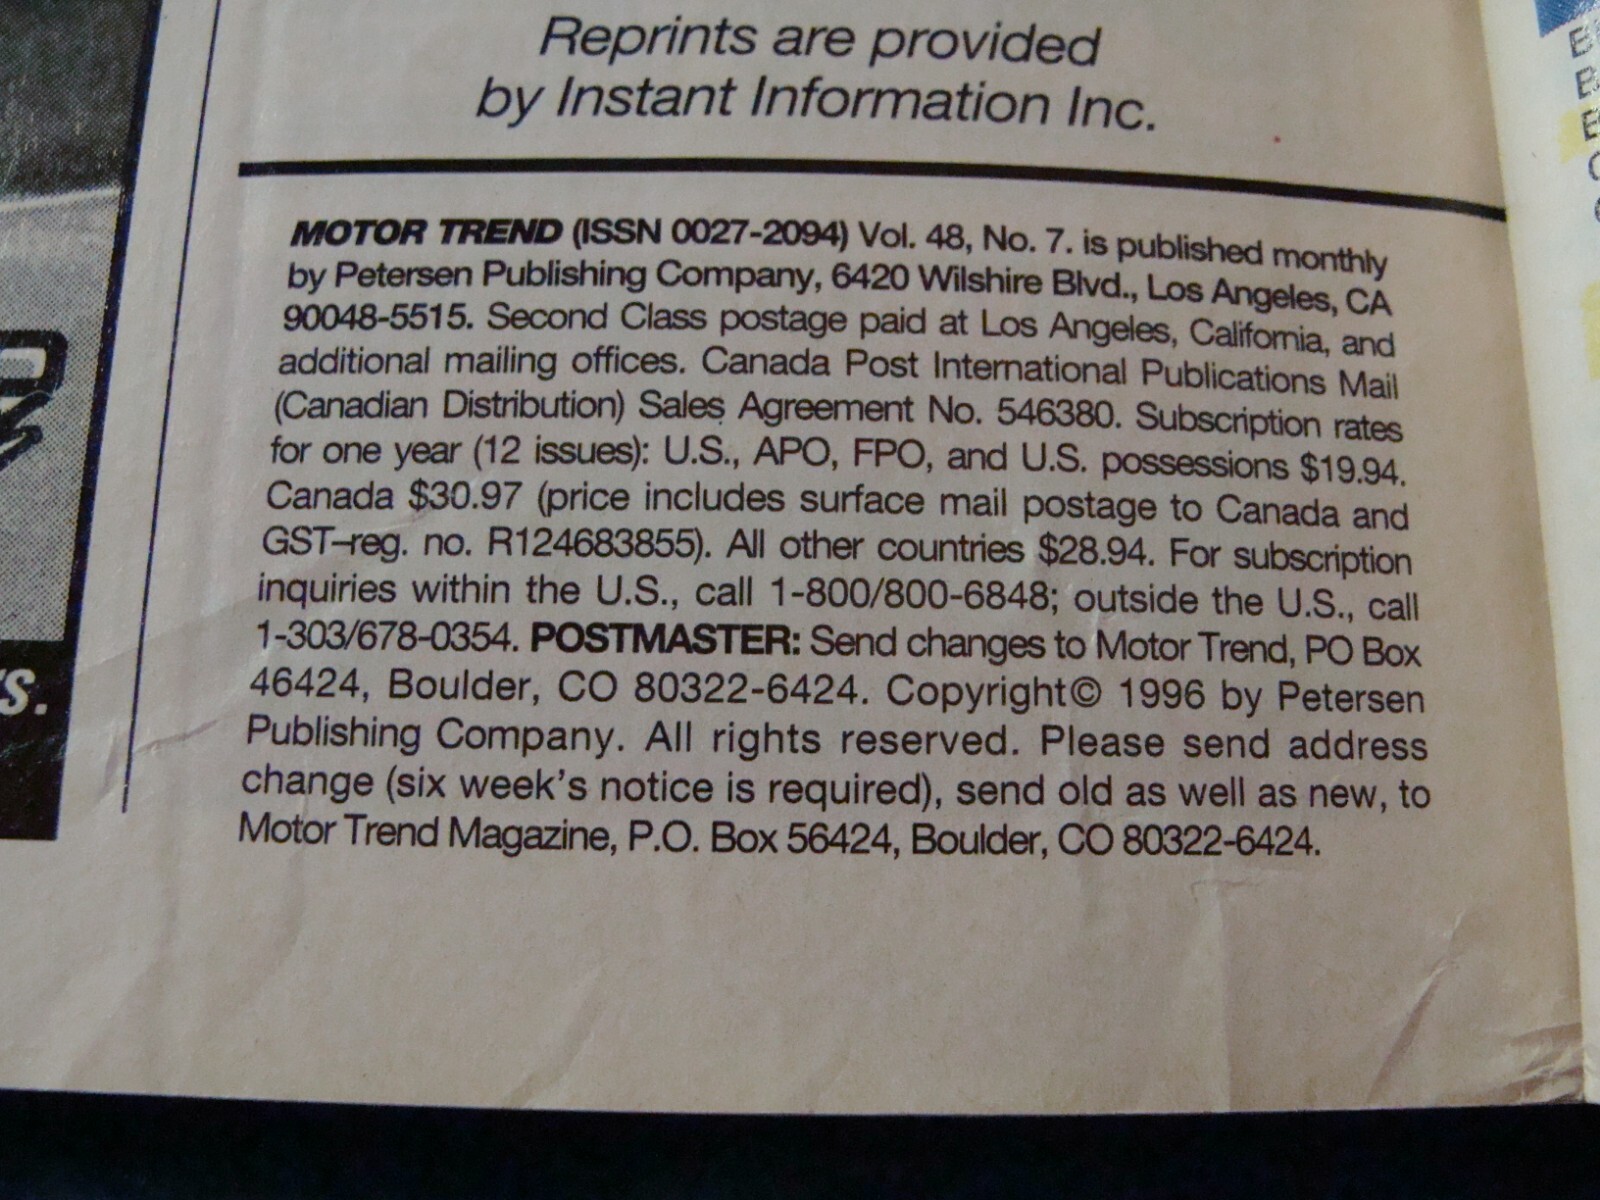 Reprints are provided
by Instant Information Inc.
MOTOR TREND (ISSN 0027-2094) Vol. 48, No. 7. is published monthly
by Petersen Publishing Company, 6420 Wilshire Blvd., Los Angeles, CA
90048-5515. Second Class postage paid at Los Angeles, California, and
additional mailing offices. Canada Post International Publications Mail
(Canadian Distribution) Sales Agreement No. 546380. Subscription rates
for one year (12 issues): U.S., APO, FPO, and U.S. possessions $19.94.
Canada $30.97 (price includes surface mail postage to Canada and
GST–reg. no. R124683855). All other countries $28.94. For subscription
inquiries within the U.S., call 1-800/800-6848; outside the U.S., call
1-303/678-0354. POSTMASTER: Send changes to Motor Trend, PO Box
46424, Boulder, CO 80322-6424. Copyright© 1996 by Petersen
Publishing Company. All rights reserved. Please send address
change (six week's notice is required), send old as well as new, to
Motor Trend Magazine, P.O. Box 56424, Boulder, CO 80322-6424.